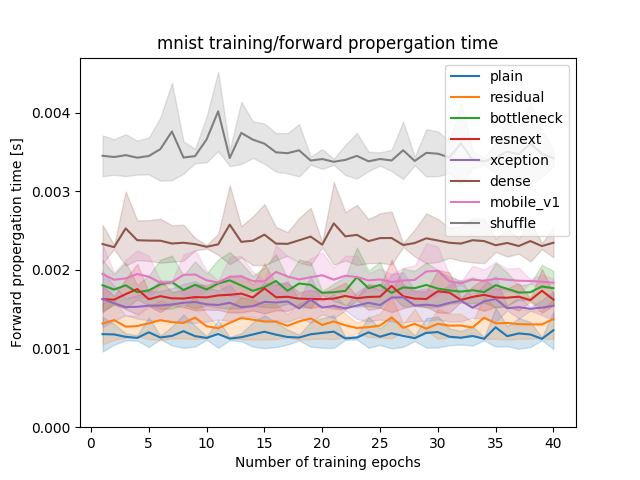 mnist training/forward propergation time
Forward propergation time [s]
0.004
0.003
0.002
0.001
0.000
plain
residual
bottleneck
resnext
xception
dense
mobile_v1
shuffle
0 5 10 15 20 25 30 35 40
Number of training epochs